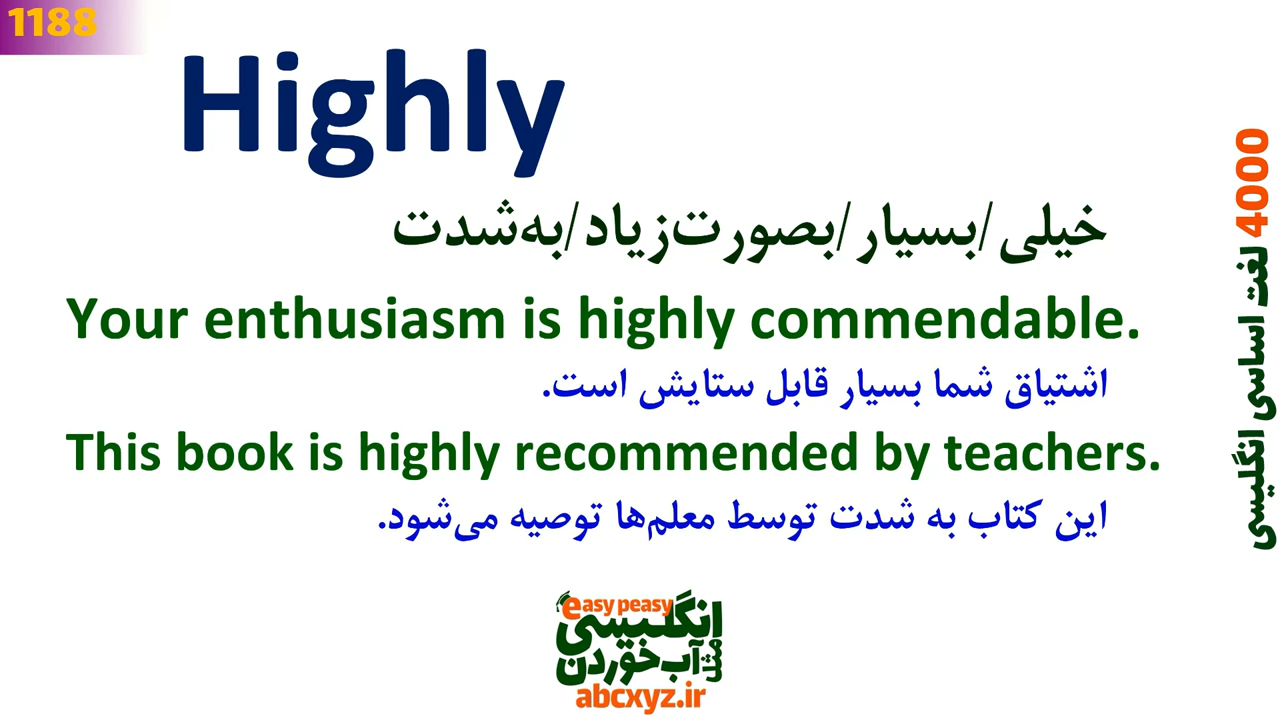 1188
Highly
خیلی/بسیار/بصورت‌زیاد/به‌شدت
Your enthusiasm is highly commendable.
اشتیاق شما بسیار قابل ستایش است.
This book is highly recommended by teachers.
این کتاب به شدت توسط معلم‌ها توصیه می‌شود.
4000 لغت اساسی انگلیسی
easy peasy
انگلیسی
مثل آب خوردن
abcxyz.ir